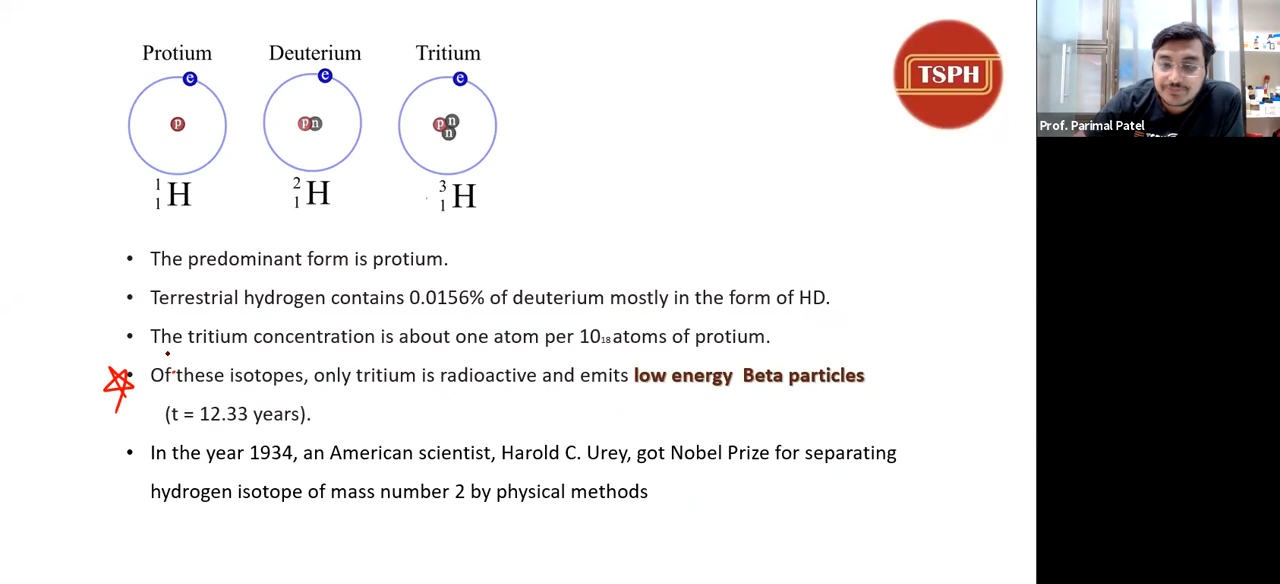 Protium Deuterium Tritium
e e e
p pn p n n
1 1 H 2 1 H 3 1 H
TSPH
Prof. Parimal Patel
• The predominant form is protium.
• Terrestrial hydrogen contains 0.0156% of deuterium mostly in the form of HD.
• The tritium concentration is about one atom per 10₁₈ atoms of protium.
• Of these isotopes, only tritium is radioactive and emits low energy Beta particles
(t = 12.33 years).
• In the year 1934, an American scientist, Harold C. Urey, got Nobel Prize for separating
hydrogen isotope of mass number 2 by physical methods